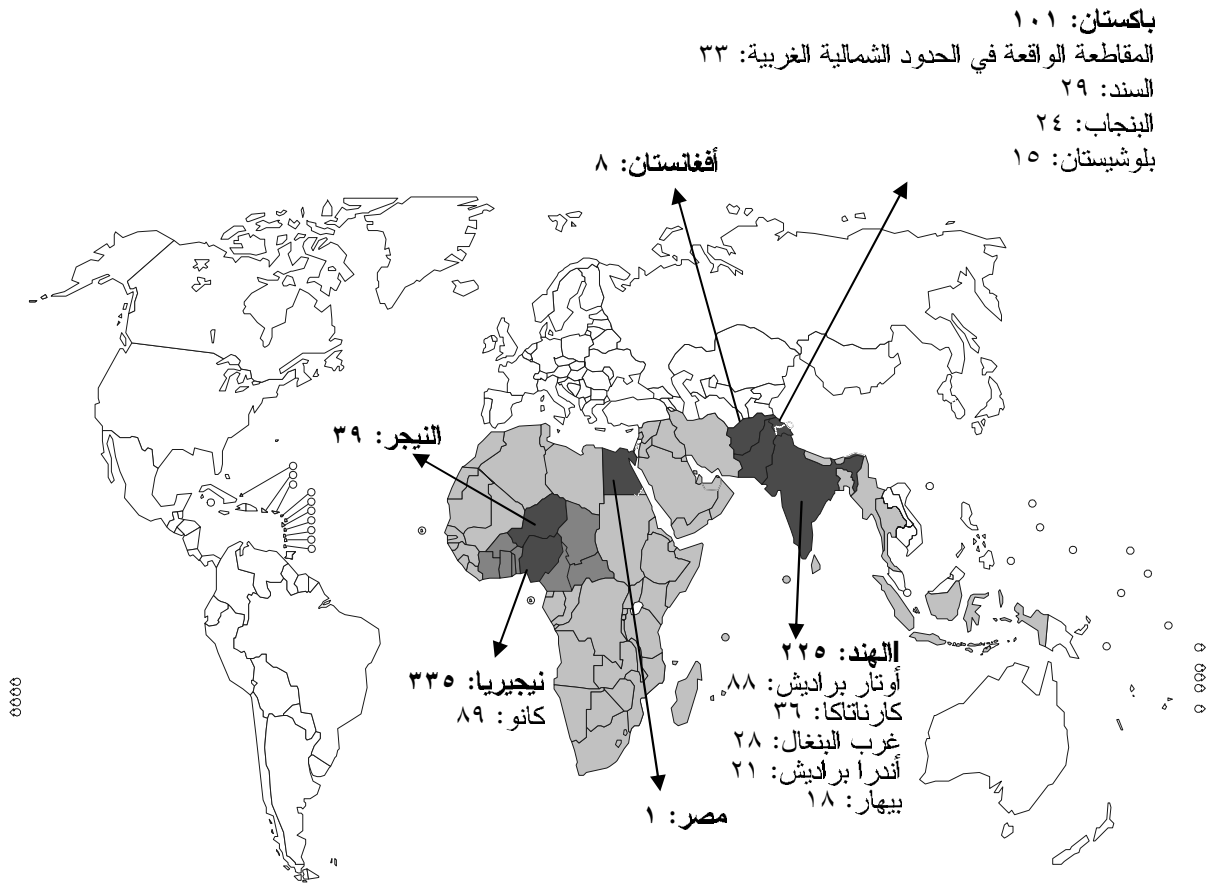 باكستان: ١٠١
المقاطعة الواقعة في الحدود الشمالية الغربية: ٣٣
السند: ٢٩
البنجاب: ٢٤
بلوشيستان: ١٥
أفغانستان: ٨
النيجر: ٣٩
نيجيريا: ٣٣٥
كانو: ٨٩
االهند: ٢٢٥
أوتار براديش: ٨٨
كارناتاكا: ٣٦
غرب البنغال: ٢٨
أندرا براديش: ٢١
بيهار: ١٨
مصر: ١